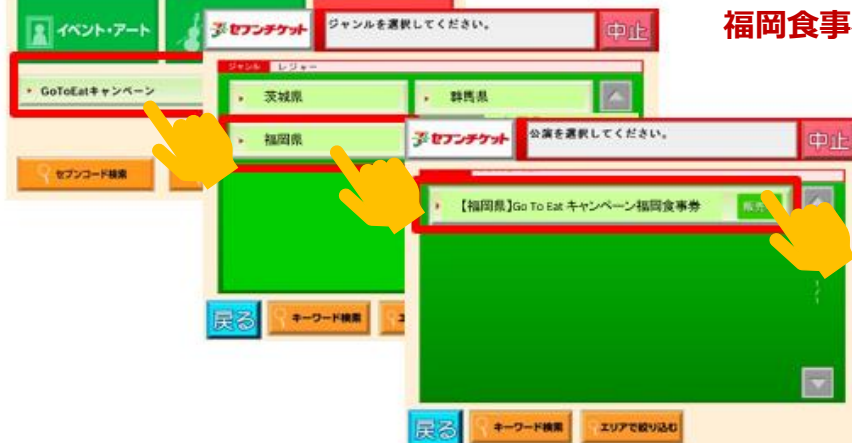 福岡食事
イベント・アート
GoToEatキャンペーン
セブンコード検索
セブンチケット
ジャンルを選択してください。
中止
ジャンル レジャー
茨城県
群馬県
福岡県
戻る
キーワード検索
セブンチケット
公演を選択してください。
中止
【福岡県】Go To Eat キャンペーン福岡食事券
販売
1/1
戻る
キーワード検索
エリアで絞り込む